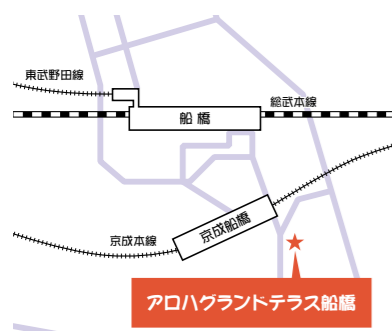 東武野田線
総武本線
船橋
京成船橋
京成本線
アロハグランドテラス船橋